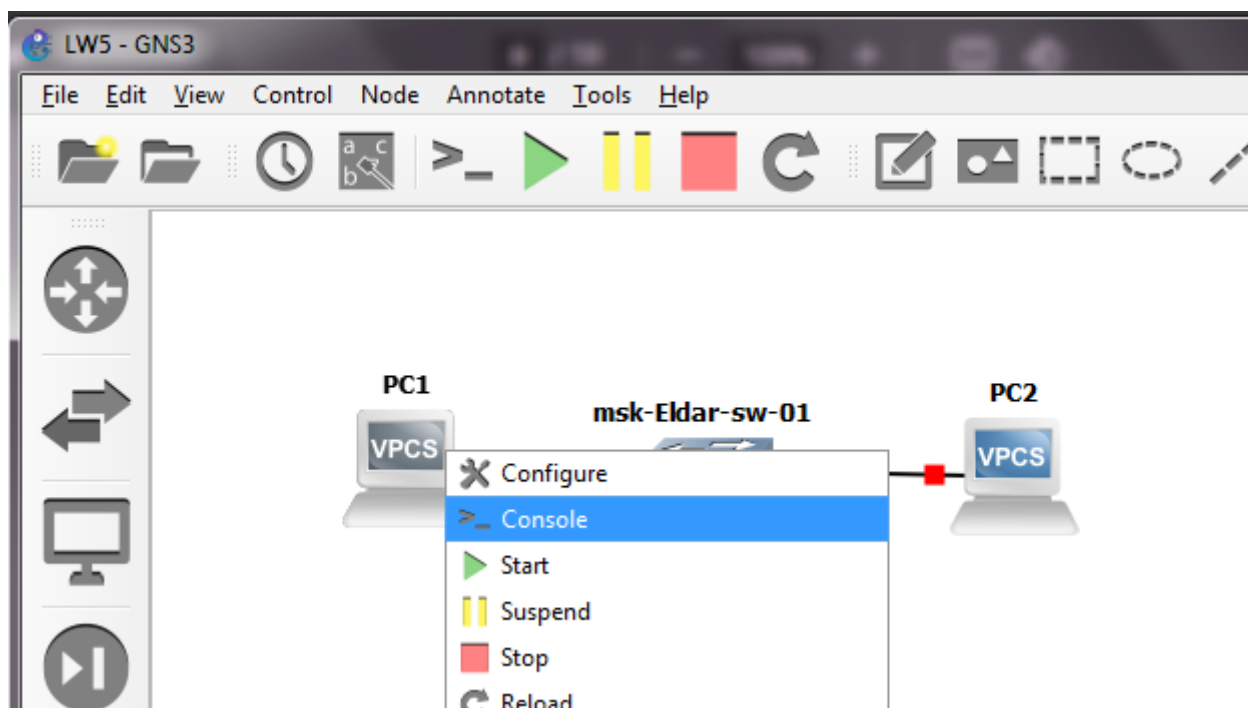 LW5 - GNS3
File Edit View Control Node Annotate Tools Help
a c
b
PC1
msk-Eldar-sw-01
PC2
VPCS
VPCS
Configure
Console
Start
Suspend
Stop
Reload